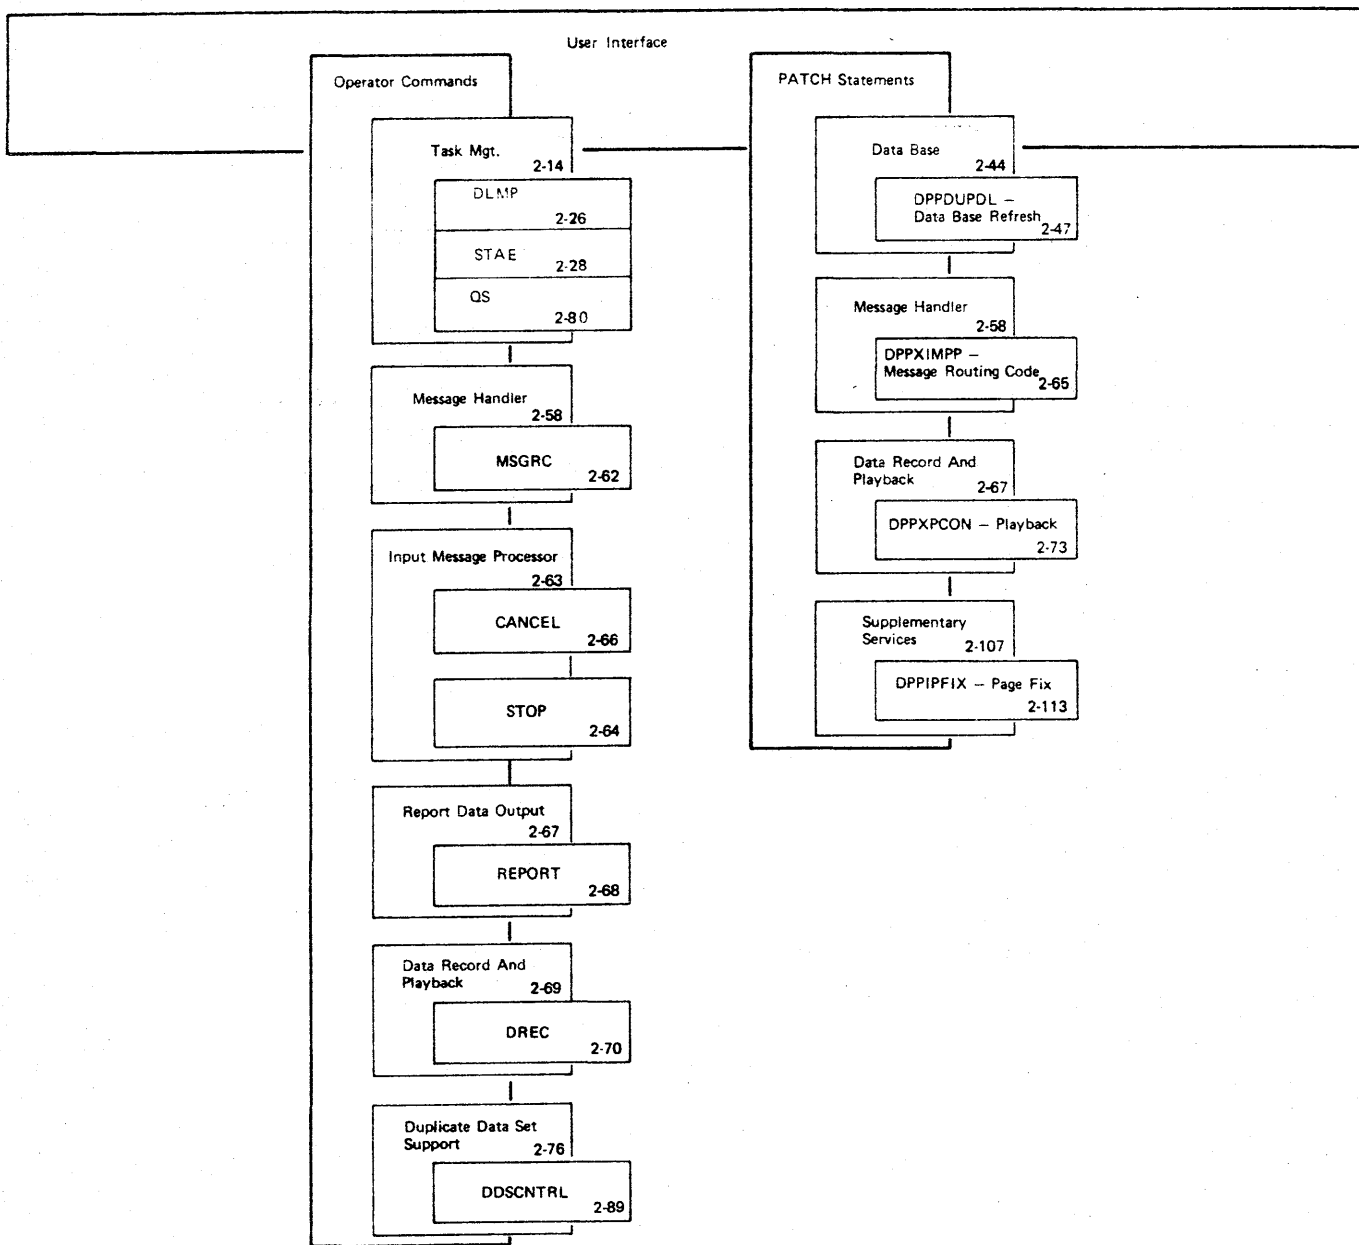 User Interface
Operator Commands
Task Mgt.
2-14
DLMP
2-26
STAE
2-28
QS
2-80
Message Handler
2-58
MSGRC
2-62
Input Message Processor
2-63
CANCEL
2-66
STOP
2-64
Report Data Output
2-67
REPORT
2-68
Data Record And
Playback
2-69
DREC
2-70
Duplicate Data Set
Support
2-76
DDSCNTRL
2-89
PATCH Statements
Data Base
2-44
DPPDUPDL –
Data Base Refresh
2-47
Message Handler
2-58
DPPXIMPP –
Message Routing Code
2-65
Data Record And
Playback
2-67
DPPXPCON – Playback
2-73
Supplementary
Services
2-107
DPPIPFIX – Page Fix
2-113